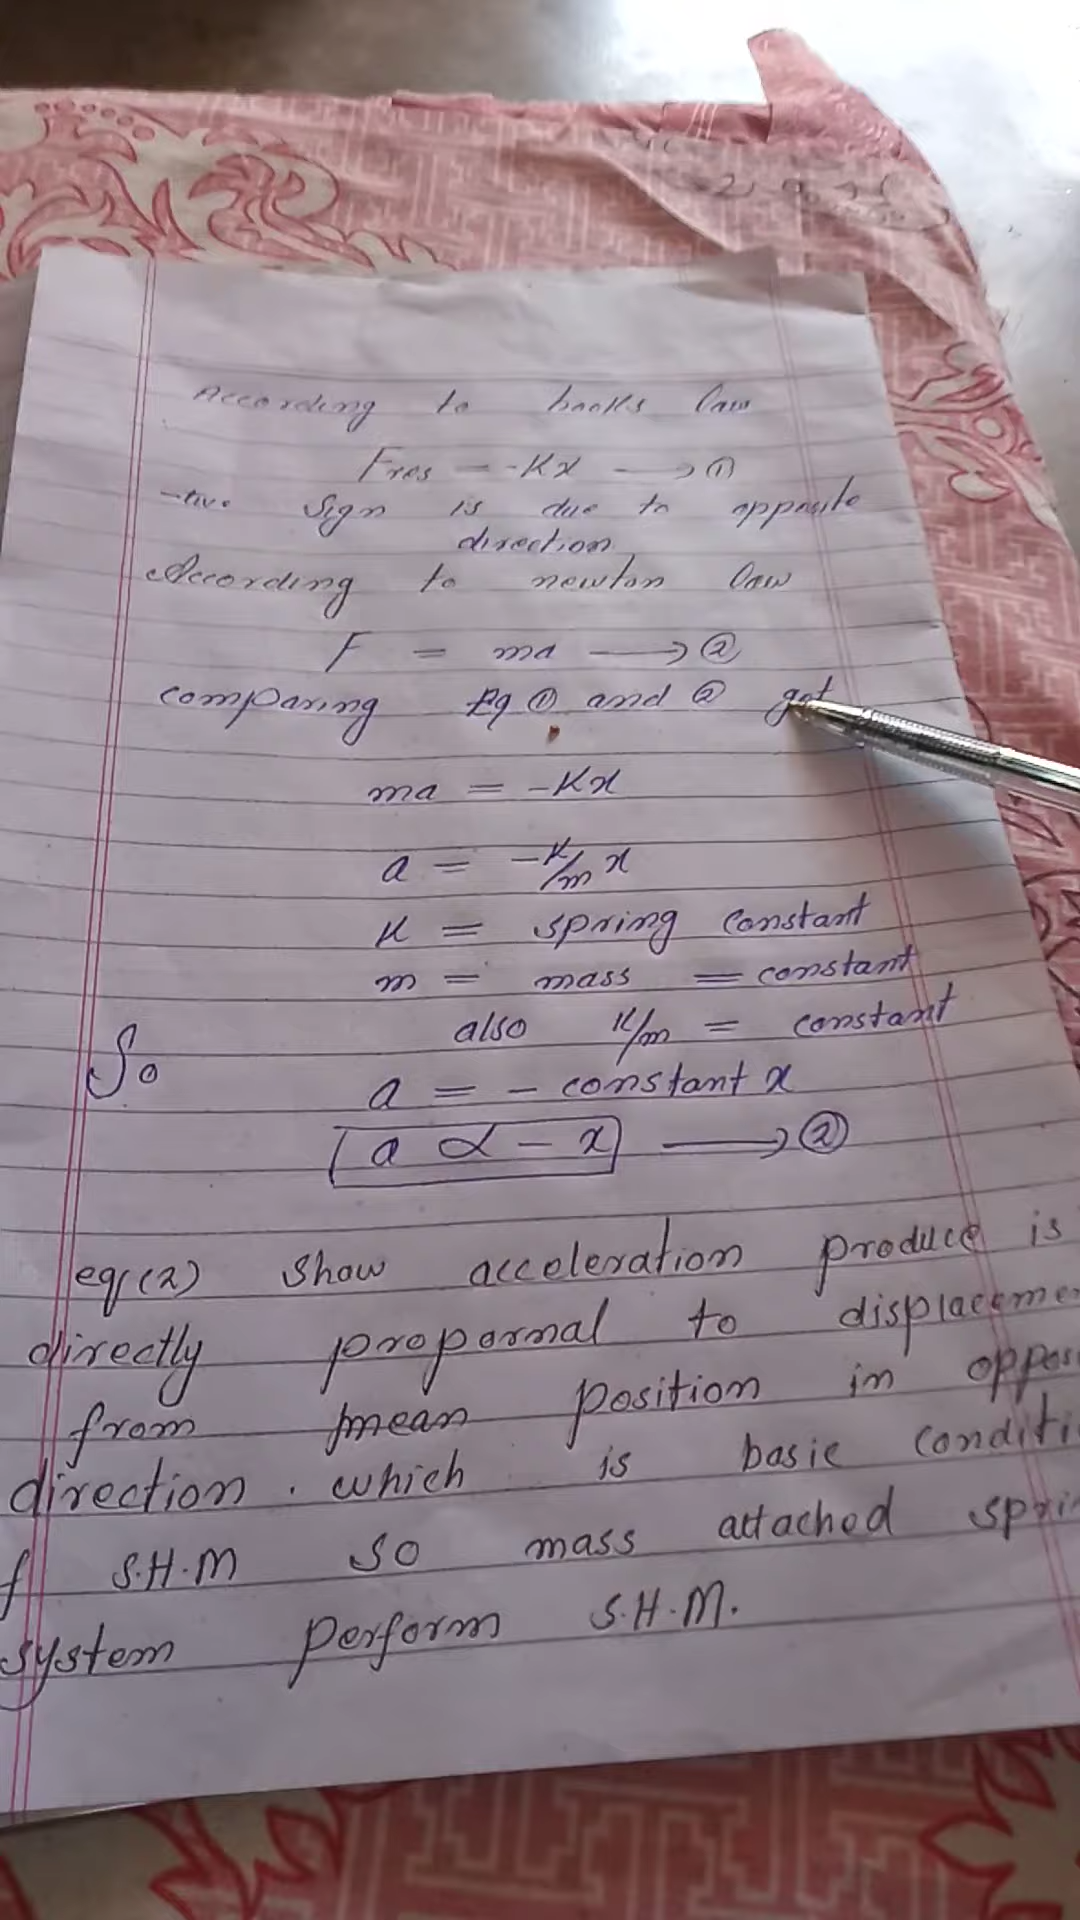 According to hooks law
Fres = -Kx → ①
-tive Sign is due to opposite
direction
According to newton law
F = ma → ②
comparing Eq ① and ② got
ma = -Kx
a = -K/m x
K = spring constant
m = mass = constant
also K/m = constant
So
a = - constant x
a ∝ - x → ②
eq(2) show acceleration produce is
directly propornal to displaceme
from mean position in oppos
direction. which is basic conditi
f S.H.M so mass attached spri
system perform S.H.M.